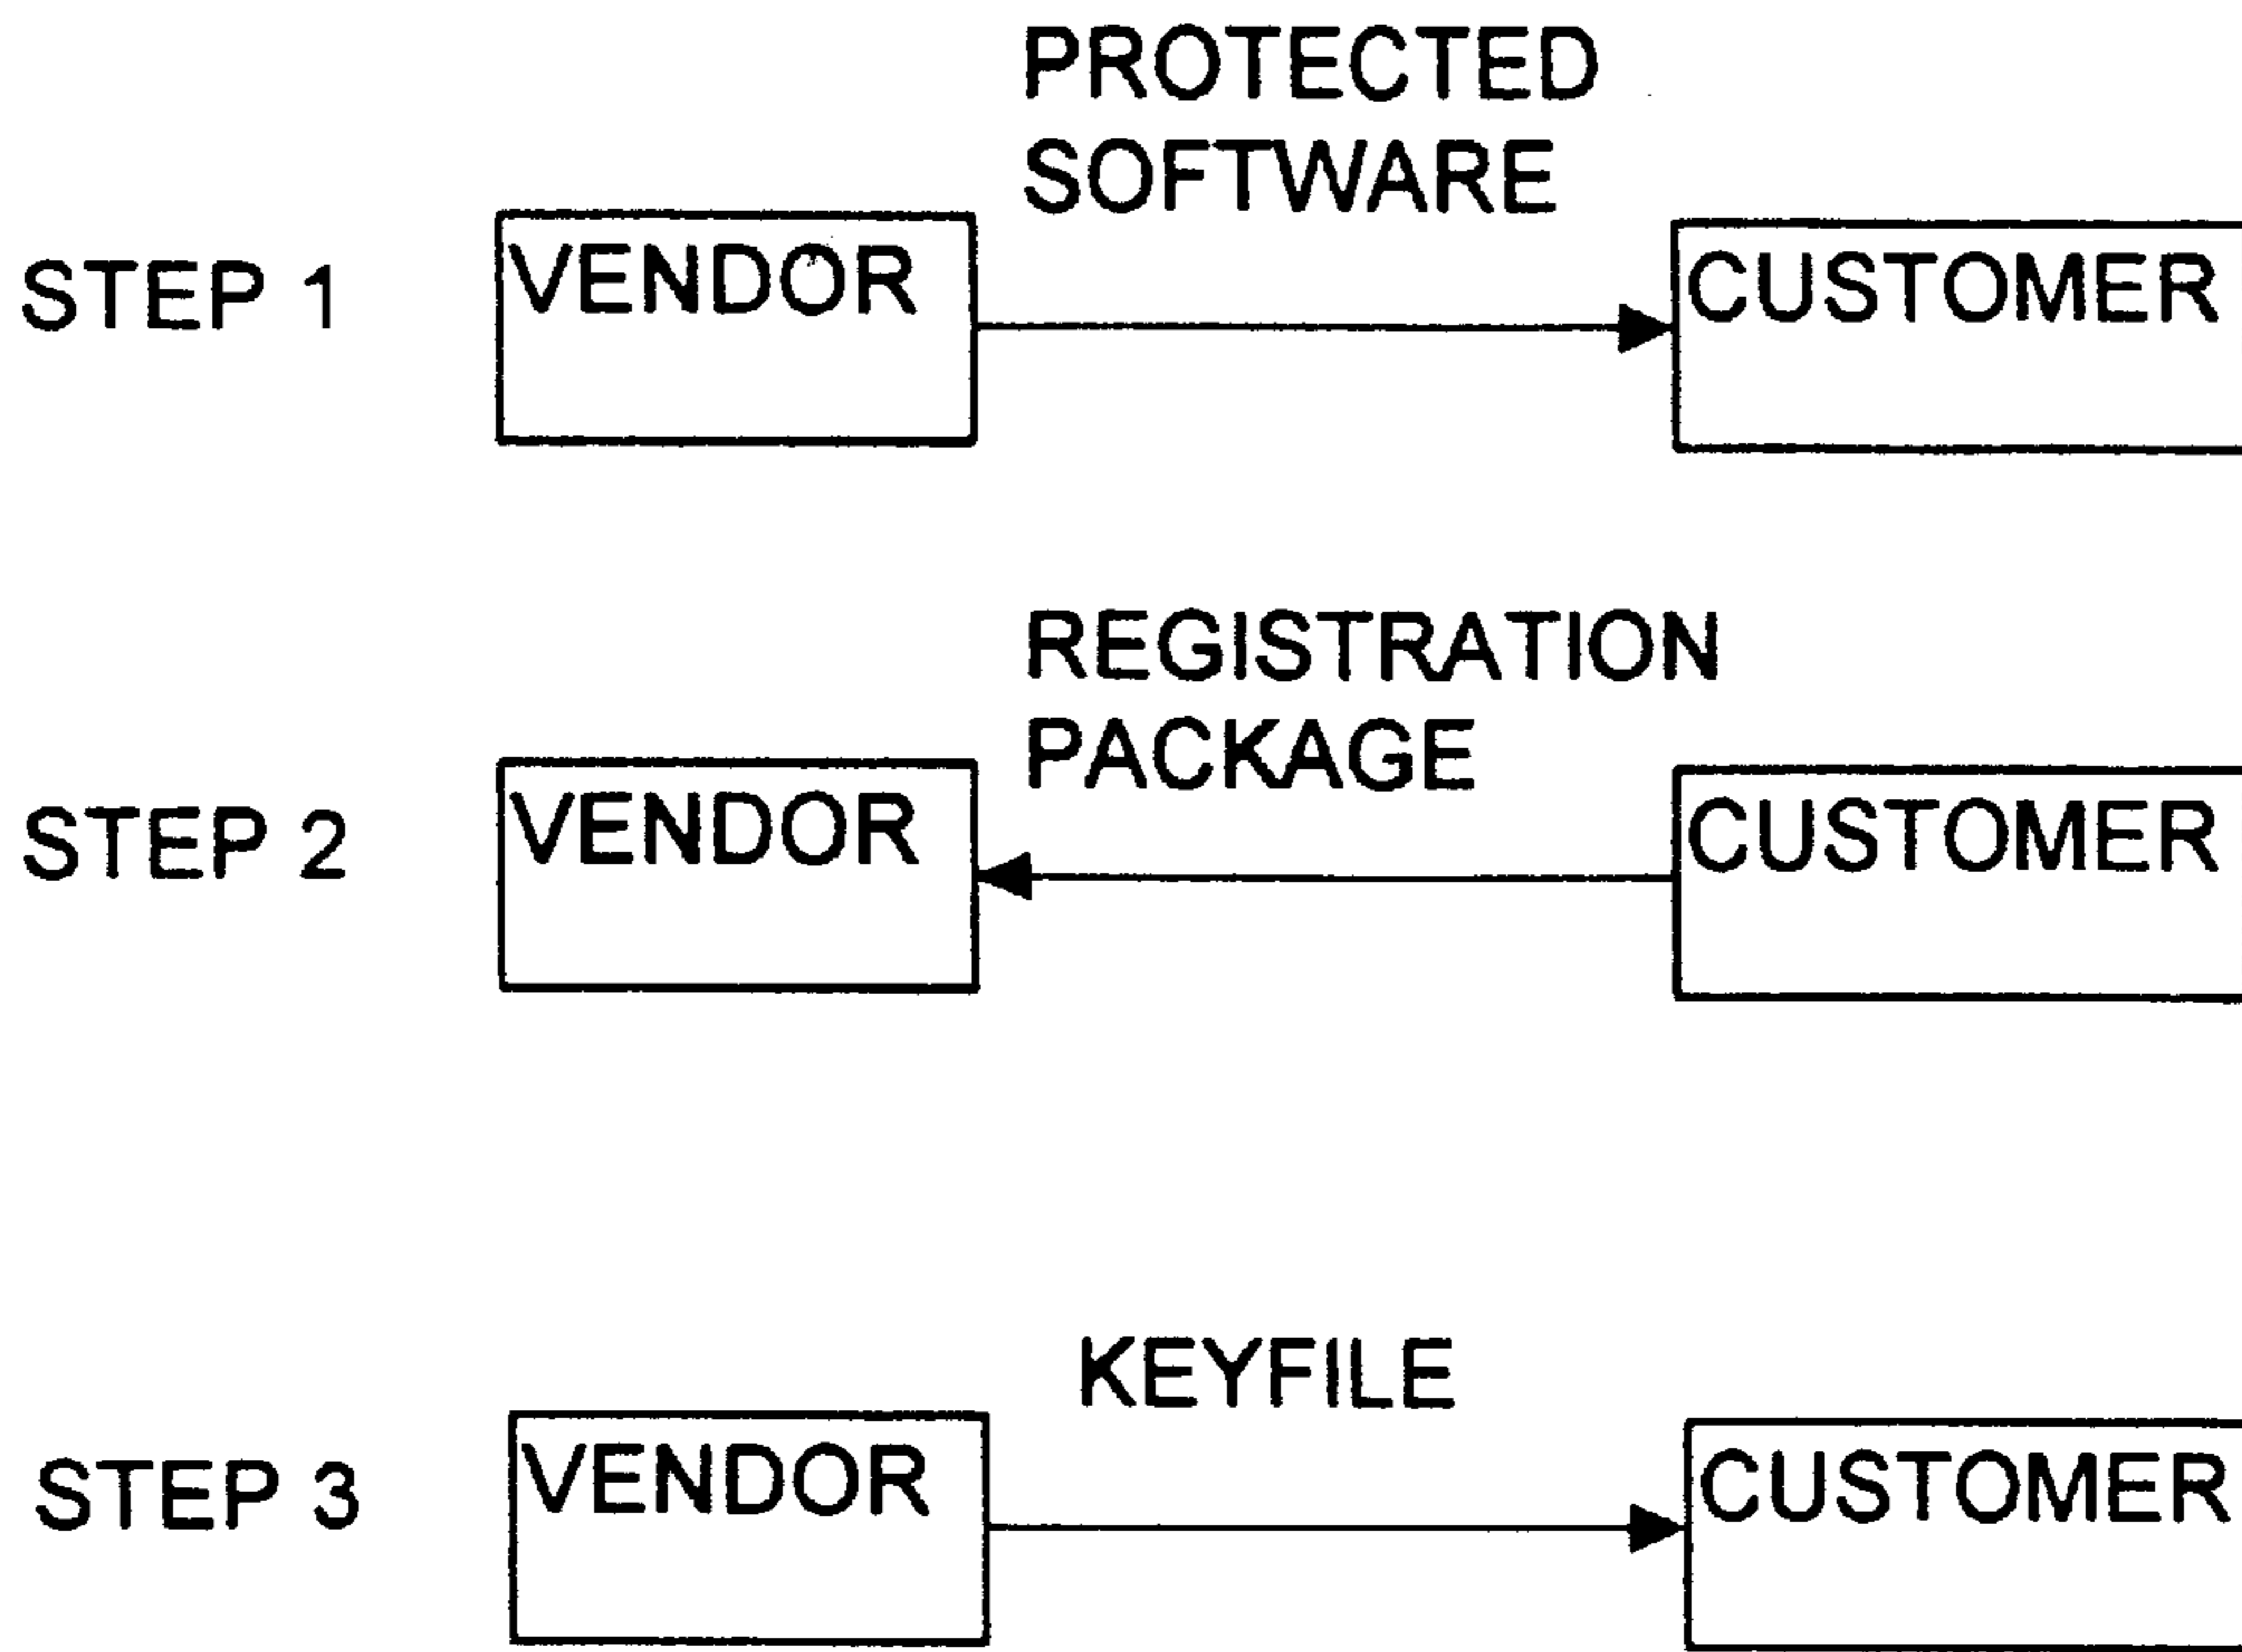 PROTECTED
SOFTWARE
STEP 1
VENDOR
CUSTOMER
REGISTRATION
PACKAGE
STEP 2
VENDOR
CUSTOMER
KEYFILE
STEP 3
VENDOR
CUSTOMER